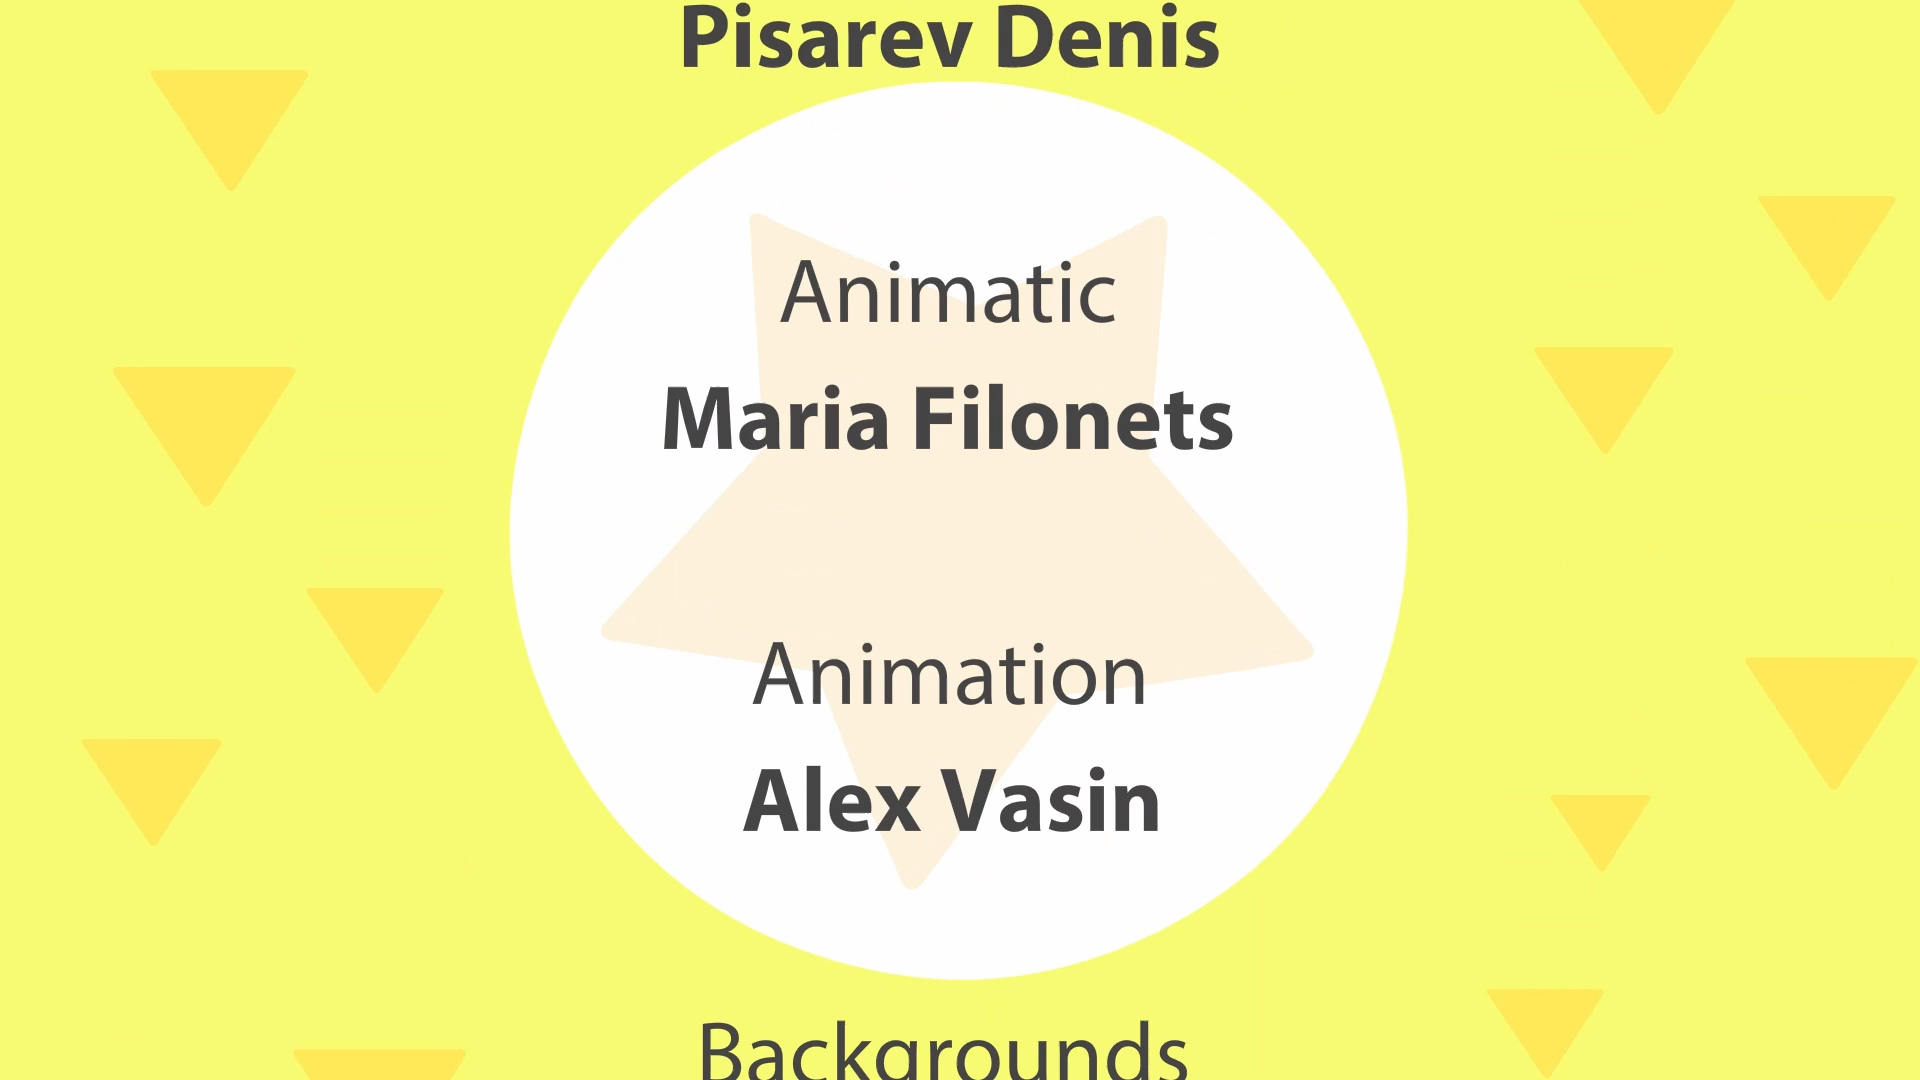 Pisarev Denis
Animatic
Maria Filonets
Animation
Alex Vasin
Backgrounds